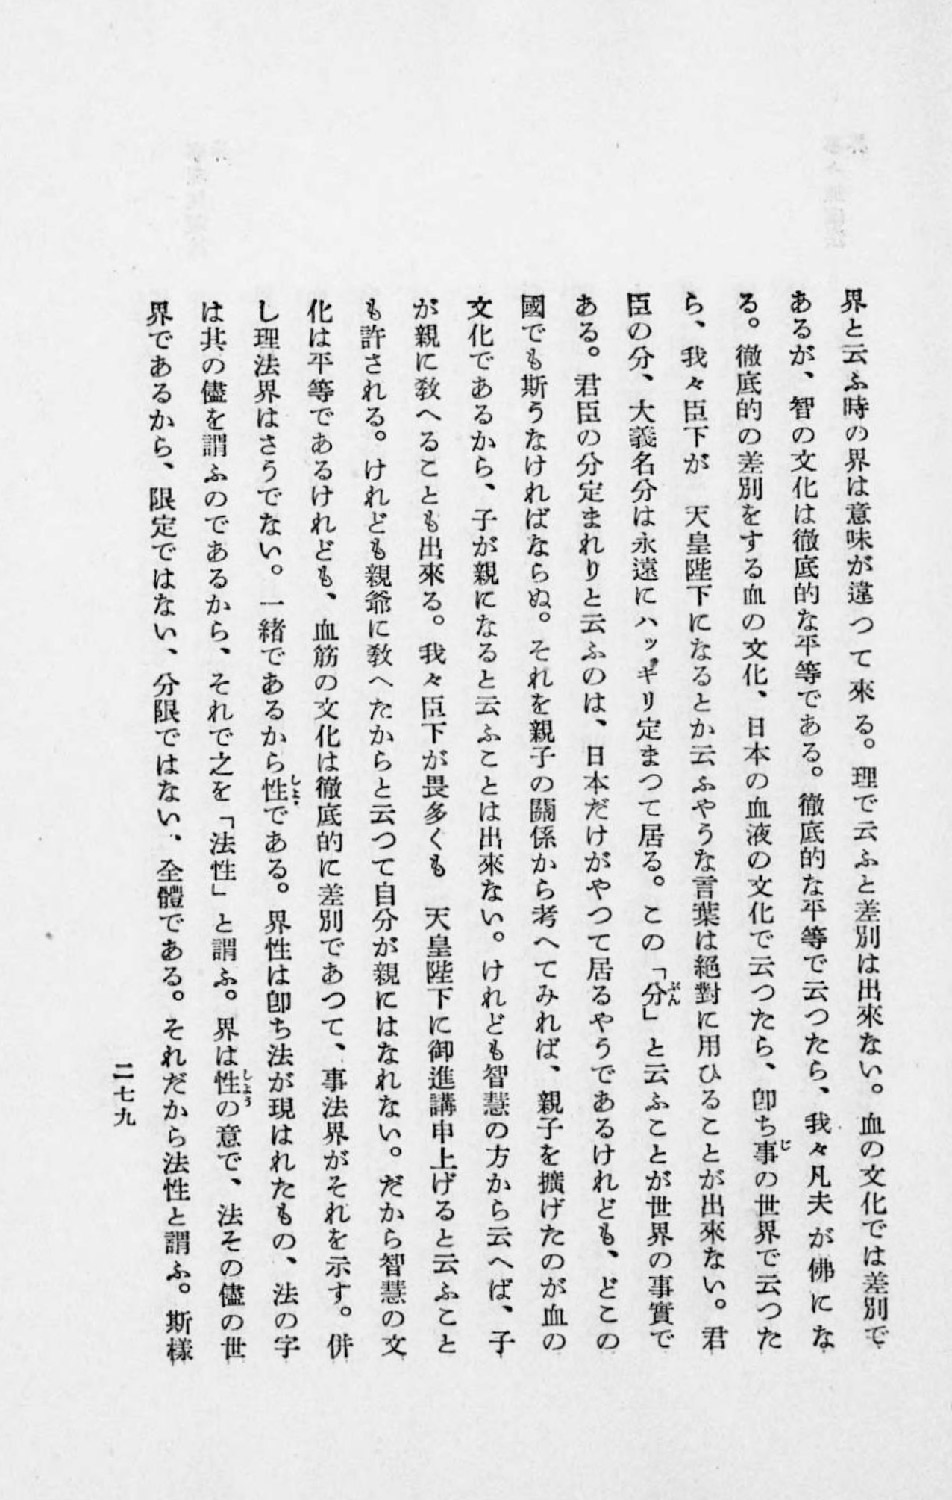 界と云ふ時の界は意味が違つて來る。理で云ふと差別は出來ない。血の文化では差別で
あるが、智の文化は徹底的な平等である。徹底的な平等で云つたら、我々凡夫が佛にな
る。徹底的の差別をする血の文化、日本の血液の文化で云つたら、卽ち事の世界で云つた
ら、我々臣下が　天皇陛下になるとか云ふやうな言葉は絕對に用ひることが出來ない。君
臣の分、大義名分は永遠にハッキリ定まつて居る。この「分」と云ふことが世界の事實で
ある。君臣の分定まれりと云ふのは、日本だけがやつて居るやうであるけれども、どこの
國でも斯うなければならぬ。それを親子の關係から考へてみれば、親子を擴げたのが血の
文化であるから、子が親になると云ふことは出來ない。けれども智慧の方から云へば、子
が親に敎へることも出來る。我々臣下が畏多くも　天皇陛下に御進講申上げると云ふこと
も許される。けれども親爺に敎へたからと云つて自分が親にはなれない。だから智慧の文
化は平等であるけれども、血筋の文化は徹底的に差別であつて、事法界がそれを示す。併
し理法界はさうでない。一緒であるから性である。界性は卽ち法が現はれたもの、法の字
は其の儘を謂ふのであるから、それで之を「法性」と謂ふ。界は性の意で、法その儘の世
界であるから、限定ではない、分限ではない、全體である。それだから法性と謂ふ。斯樣
二七九